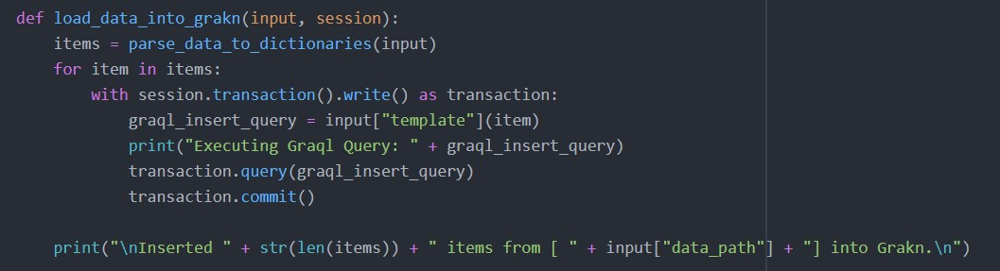 def load_data_into_grakn(input, session):
    items = parse_data_to_dictionaries(input)
    for item in items:
        with session.transaction().write() as transaction:
            graql_insert_query = input["template"](item)
            print("Executing Graql Query: " + graql_insert_query)
            transaction.query(graql_insert_query)
            transaction.commit()

    print("\nInserted " + str(len(items)) + " items from [ " + input["data_path"] + "] into Grakn.\n")